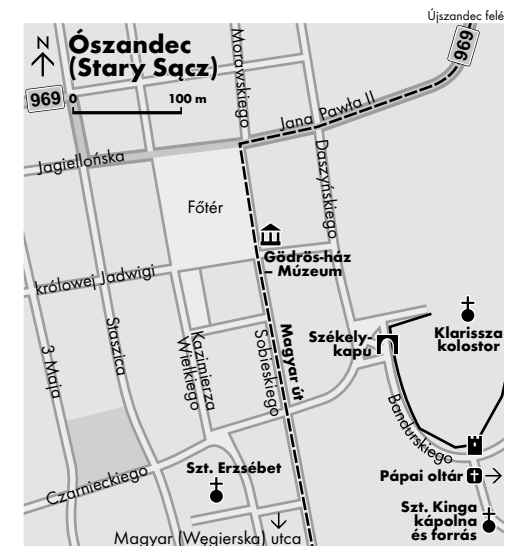 Újszandec felé
N
Ószandec
(Stary Sącz)
969
969
0 100 m
Morawskiego
Jana Pawła II
Jagiellońska
Daszyńskiego
Főtér
Gödrös-ház
– Múzeum
królowej Jadwigi
3 Maja
Staszica
Kazimierza
Wielkiego
Sobieskiego
Magyar út
Székely-
kapu
Klarissza
kolostor
Bandurskiego
Czarnieckiego
Szt. Erzsébet
Pápai oltár
Szt. Kinga
kápolna
és forrás
Magyar (Węgierska) utca